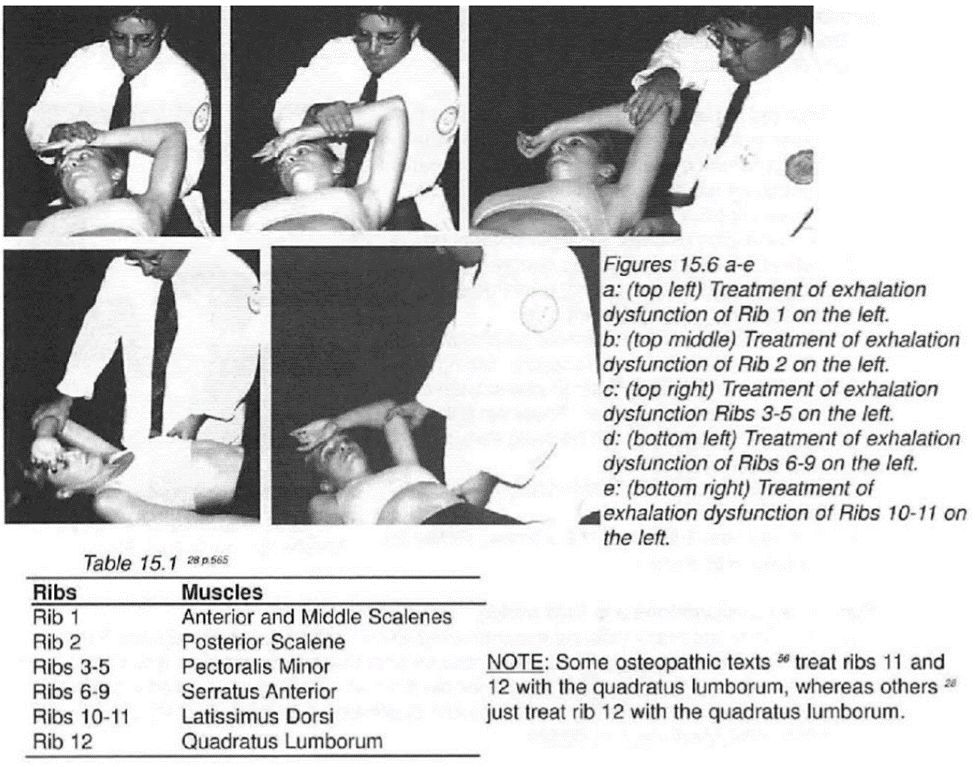 Figures 15.6 a-e
a: (top left) Treatment of exhalation
dysfunction of Rib 1 on the left.
b: (top middle) Treatment of exhalation
dysfunction of Rib 2 on the left.
c: (top right) Treatment of exhalation
dysfunction Ribs 3-5 on the left.
d: (bottom left) Treatment of exhalation
dysfunction of Ribs 6-9 on the left.
e: (bottom right) Treatment of
exhalation dysfunction of Ribs 10-11 on
the left.
Table 15.1 28 p.565
Ribs Muscles
Rib 1 Anterior and Middle Scalenes
Rib 2 Posterior Scalene
Ribs 3-5 Pectoralis Minor
Ribs 6-9 Serratus Anterior
Ribs 10-11 Latissimus Dorsi
Rib 12 Quadratus Lumborum
NOTE: Some osteopathic texts 56 treat ribs 11 and
12 with the quadratus lumborum, whereas others 28
just treat rib 12 with the quadratus lumborum.